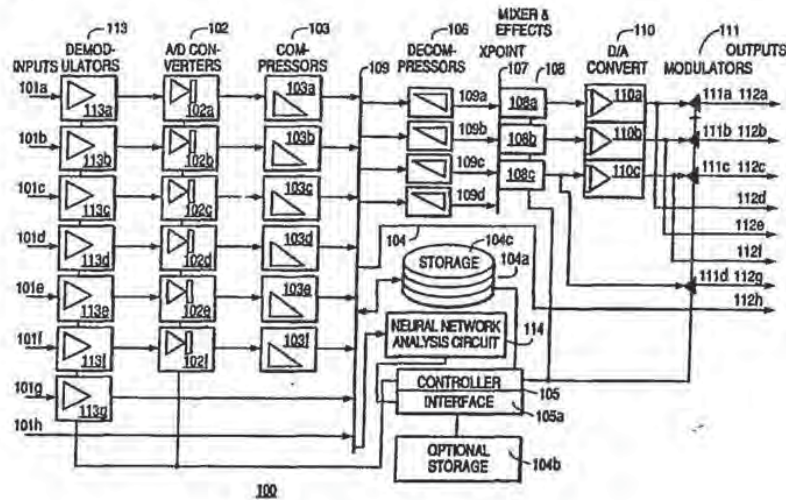 113 102 103 106 MIXER & EFFECTS 110 111
INPUTS DEMOD-ULATORS A/D CON-VERTERS COM-PRESSORS 109 DECOMP-RESSORS XPOINT 107 108 D/A CONVERT MODULATORS OUTPUTS
101a 113a 102a 103a 109a 108a 110a 111a 112a
101b 113b 102b 103b 109b 108b 110b 111b 112b
101c 113c 102c 103c 109c 108c 110c 111c 112c
109d 112d
101d 113d 102d 103d 104 104c 112e
STORAGE 104a 112f
101e 113e 102e 103e 111d 112g
NEURAL NETWORK 112h
ANALYSIS CIRCUIT 114
101f 113f 102f 103f
CONTROLLER 105
101g 113g INTERFACE 105a
101h
OPTIONAL
STORAGE 104b
100